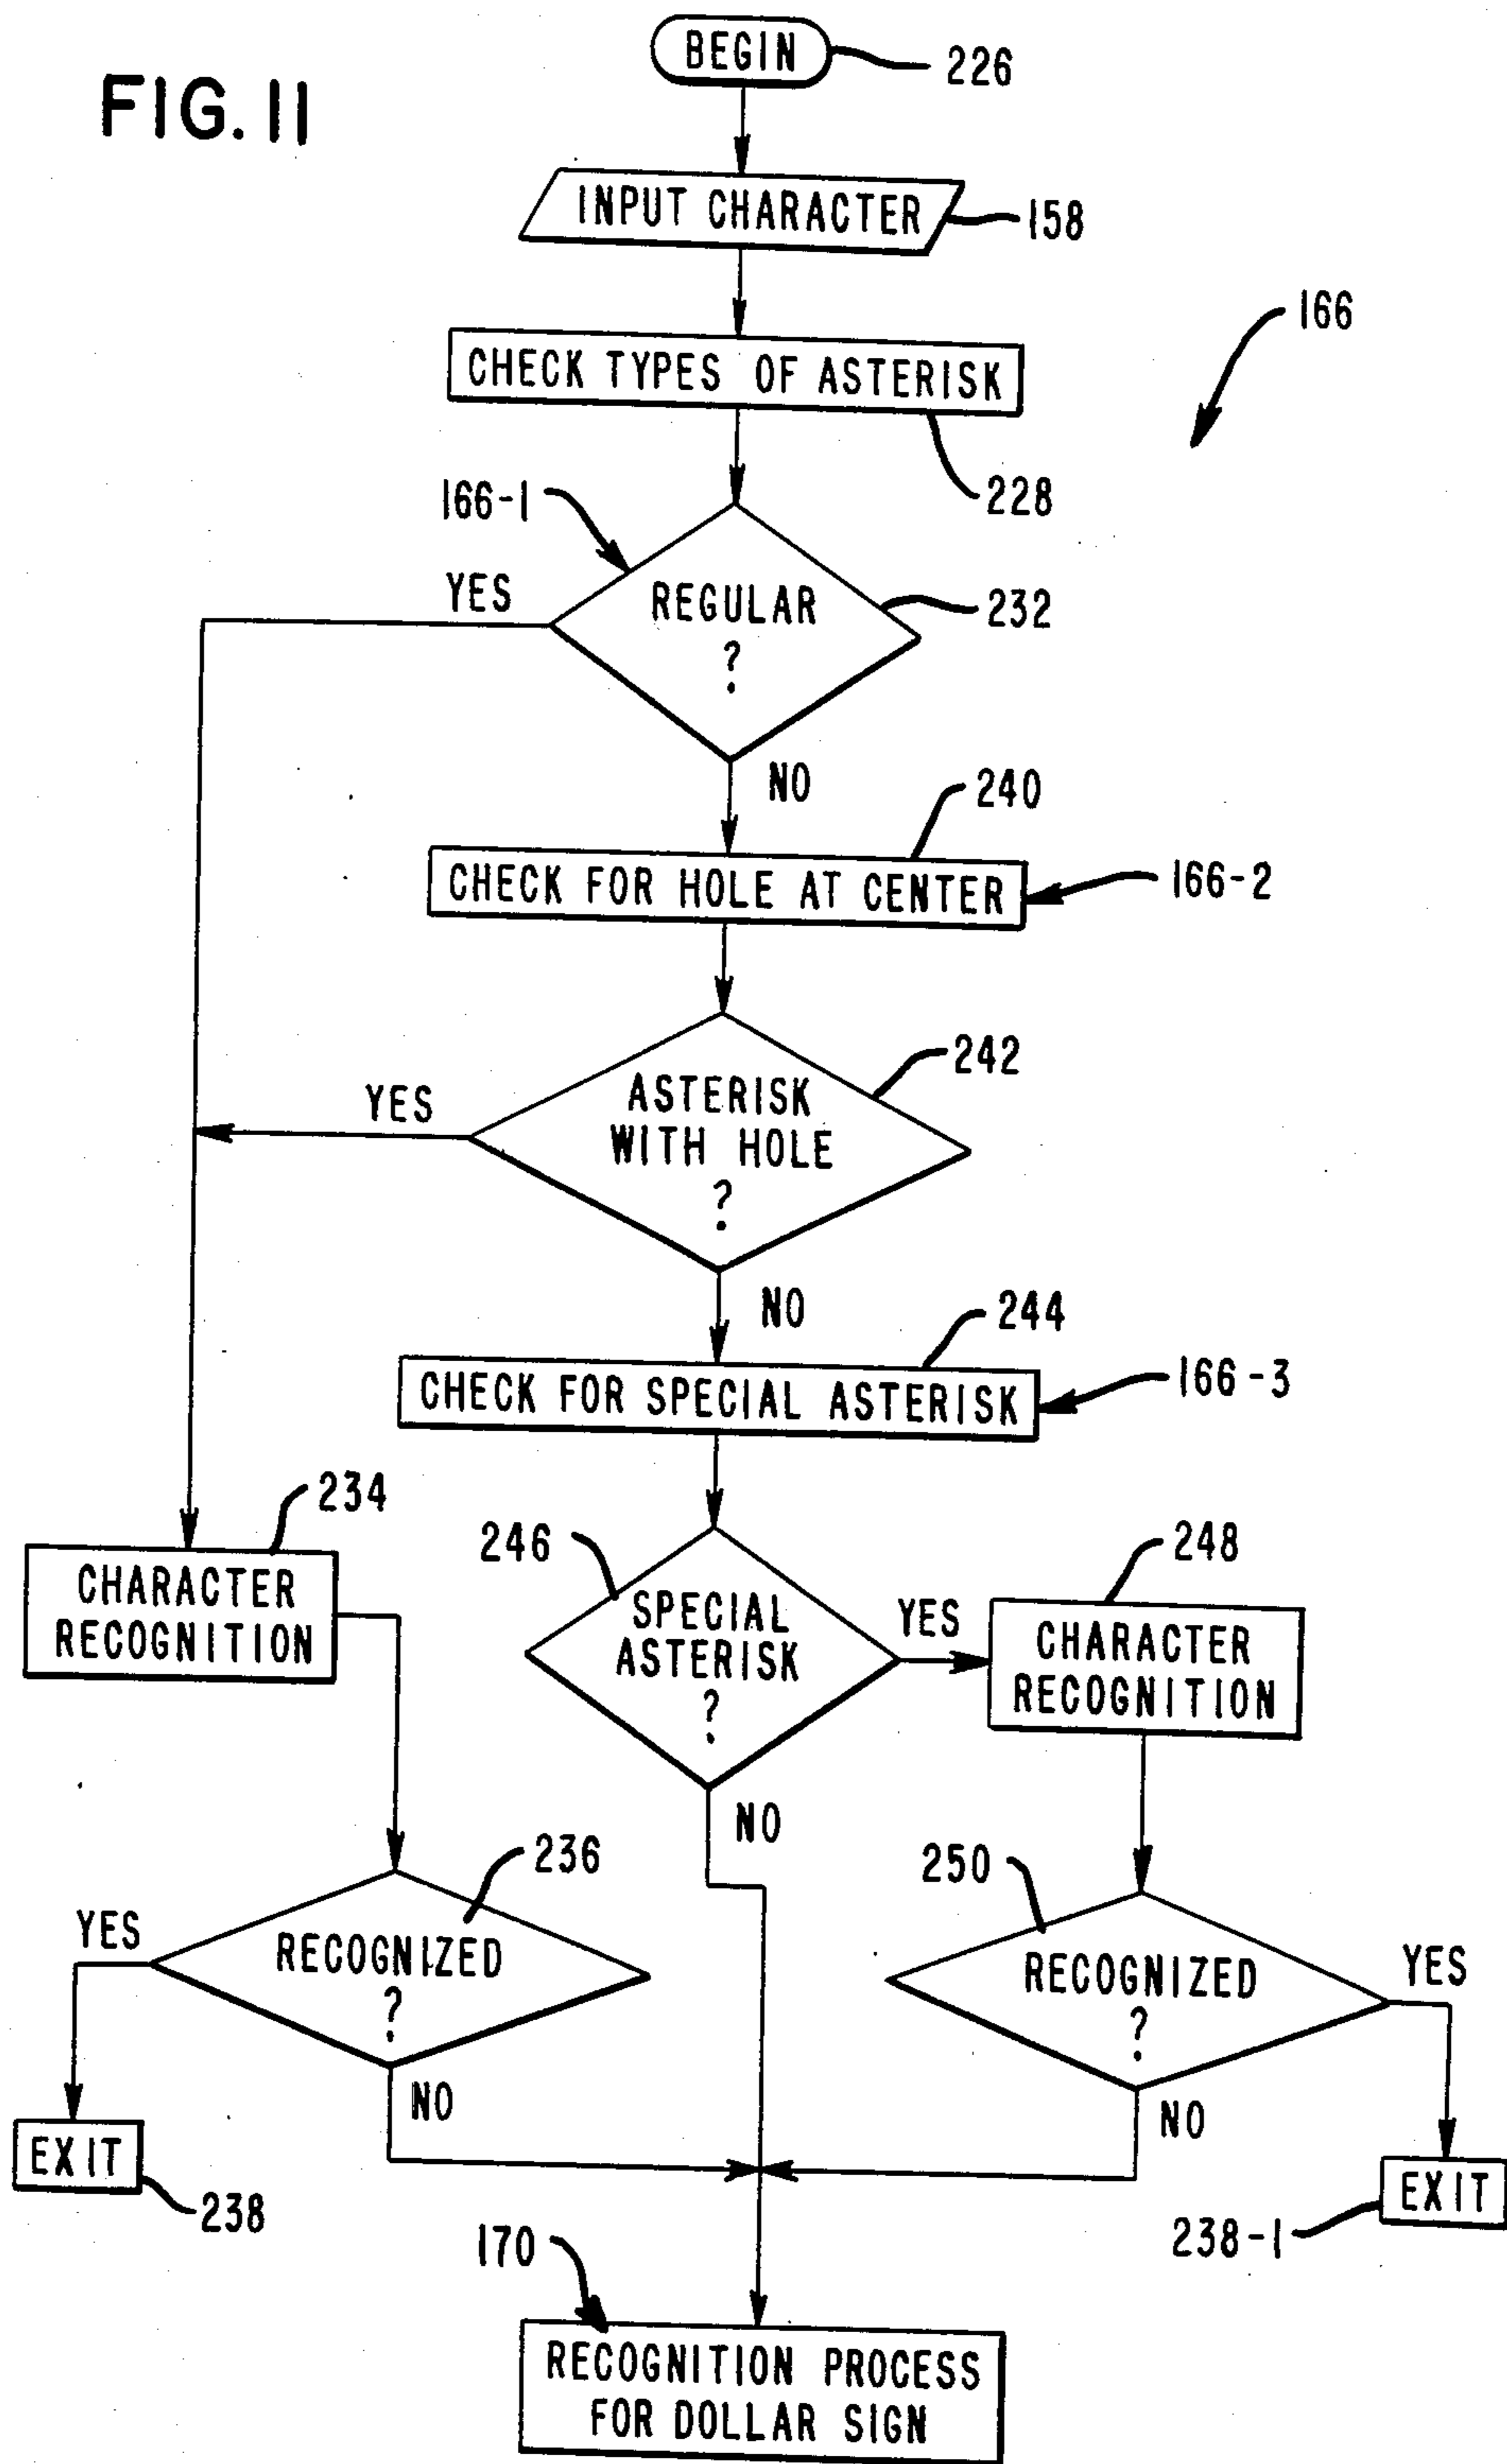 FIG. 11
BEGIN
226
INPUT CHARACTER
158
166
CHECK TYPES OF ASTERISK
228
166-1
YES
REGULAR
?
232
NO
240
CHECK FOR HOLE AT CENTER
166-2
242
YES
ASTERISK
WITH HOLE
?
NO
244
CHECK FOR SPECIAL ASTERISK
166-3
234
CHARACTER
RECOGNITION
246
SPECIAL
ASTERISK
?
YES
248
CHARACTER
RECOGNITION
NO
236
YES
RECOGNIZED
?
NO
250
RECOGNIZED
?
YES
NO
EXIT
238
EXIT
238-1
170
RECOGNITION PROCESS
FOR DOLLAR SIGN